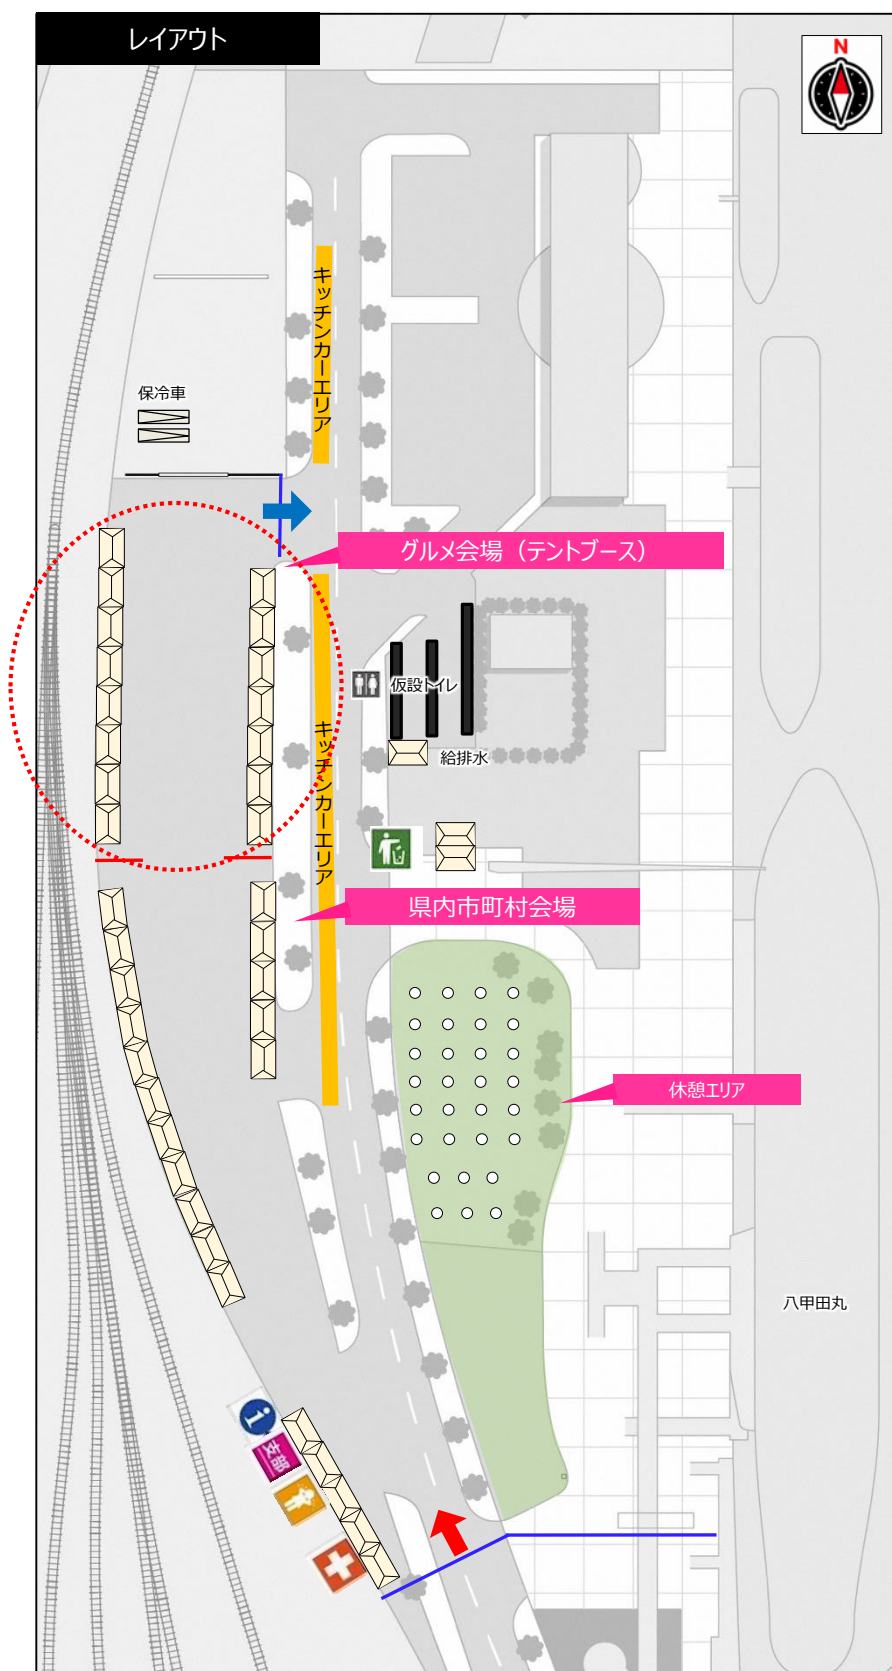 レイアウト
N
キッチンカーエリア
保冷車
グルメ会場（テントブース）
仮設トイレ
給排水
キッチンカーエリア
県内市町村会場
休憩エリア
八甲田丸
i
支部